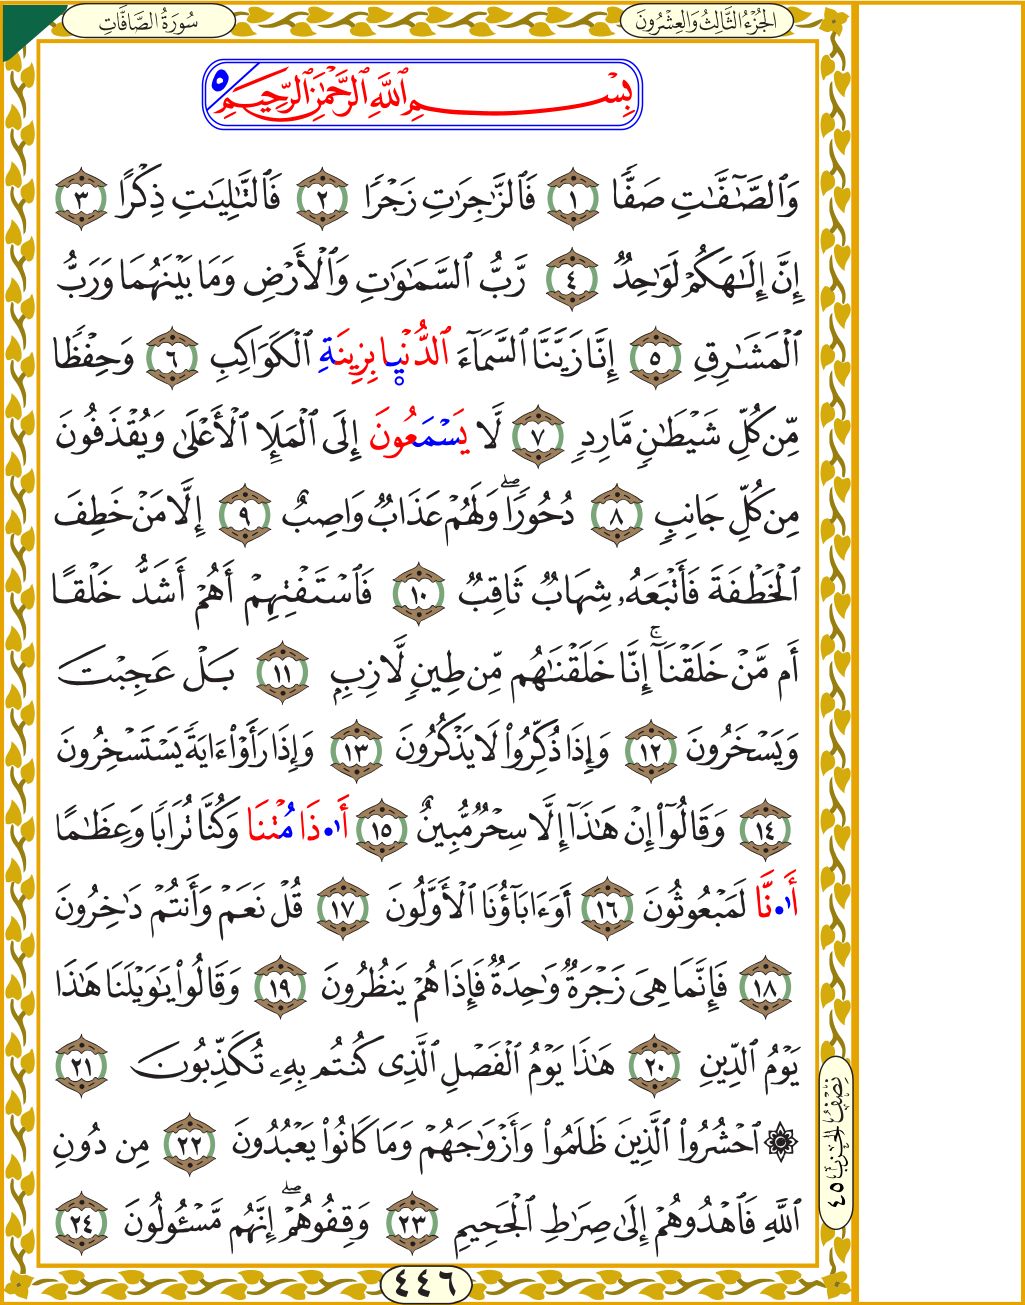 سُورَةُ الصَّافَّاتِ
الجُزْءُ الثَّالِثُ وَالعِشْرُونَ
بِسْمِ ٱللَّهِ ٱلرَّحْمَٰنِ ٱلرَّحِيمِ ٥
وَٱلصَّٰٓفَّٰتِ صَفّٗا ١ فَٱلزَّٰجِرَٰتِ زَجۡرٗا ٢ فَٱلتَّٰلِيَٰتِ ذِكۡرًا ٣
إِنَّ إِلَٰهَكُمۡ لَوَٰحِدٞ ٤ رَّبُّ ٱلسَّمَٰوَٰتِ وَٱلۡأَرۡضِ وَمَا بَيۡنَهُمَا وَرَبُّ
ٱلۡمَشَٰرِقِ ٥ إِنَّا زَيَّنَّا ٱلسَّمَآءَ ٱلدُّنۡيا بِزِينَةِ ٱلۡكَوَاكِبِ ٦ وَحِفۡظٗا
مِّن كُلِّ شَيۡطَٰنٖ مَّارِدٖ ٧ لَّا يَسۡمَعُونَ إِلَى ٱلۡمَلَإِ ٱلۡأَعۡلَىٰ وَيُقۡذَفُونَ
مِن كُلِّ جَانِبٖ ٨ دُحُورٗاۖ وَلَهُمۡ عَذَابٞ وَاصِبٌ ٩ إِلَّا مَنۡ خَطِفَ
ٱلۡخَطۡفَةَ فَأَتۡبَعَهُۥ شِهَابٞ ثَاقِبٞ ١٠ فَٱسۡتَفۡتِهِمۡ أَهُمۡ أَشَدُّ خَلۡقًا
أَم مَّنۡ خَلَقۡنَآۚ إِنَّا خَلَقۡنَٰهُم مِّن طِينٖ لَّازِبِۭ ١١ بَلۡ عَجِبۡتَ
وَيَسۡخَرُونَ ١٢ وَإِذَا ذُكِّرُواْ لَا يَذۡكُرُونَ ١٣ وَإِذَا رَأَوۡاْ ءَايَةٗ يَسۡتَسۡخِرُونَ
١٤ وَقَالُوٓاْ إِنۡ هَٰذَآ إِلَّا سِحۡرٞ مُّبِينٌ ١٥ أَ۟ذَا مُتۡنَا وَكُنَّا تُرَابٗا وَعِظَٰمًا
أَ۟نَّا لَمَبۡعُوثُونَ ١٦ أَوَءَابَآؤُنَا ٱلۡأَوَّلُونَ ١٧ قُلۡ نَعَمۡ وَأَنتُمۡ دَٰخِرُونَ
١٨ فَإِنَّمَا هِيَ زَجۡرَةٞ وَٰحِدَةٞ فَإِذَا هُمۡ يَنظُرُونَ ١٩ وَقَالُواْ يَٰوَيۡلَنَا هَٰذَا
يَوۡمُ ٱلدِّينِ ٢٠ هَٰذَا يَوۡمُ ٱلۡفَصۡلِ ٱلَّذِي كُنتُم بِهِۦ تُكَذِّبُونَ ٢١
۞ ٱحۡشُرُواْ ٱلَّذِينَ ظَلَمُواْ وَأَزۡوَٰجَهُمۡ وَمَا كَانُواْ يَعۡبُدُونَ ٢٢ مِن دُونِ
ٱللَّهِ فَٱهۡدُوهُمۡ إِلَىٰ صِرَٰطِ ٱلۡجَحِيمِ ٢٣ وَقِفُوهُمۡۖ إِنَّهُم مَّسۡـُٔولُونَ ٢٤
نِصْفُ الحِزْبِ ٤٥
٤٤٦